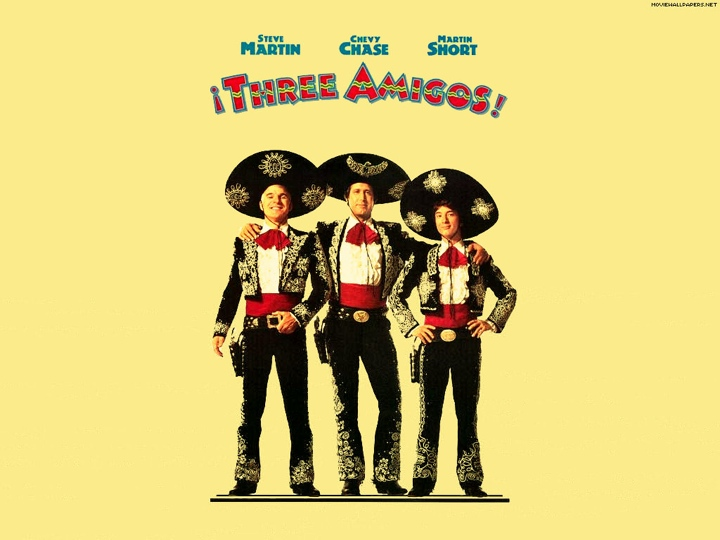 MOVIEWALLPAPERS.NET
STEVE MARTIN
CHEVY CHASE
MARTIN SHORT
¡THREE AMIGOS!